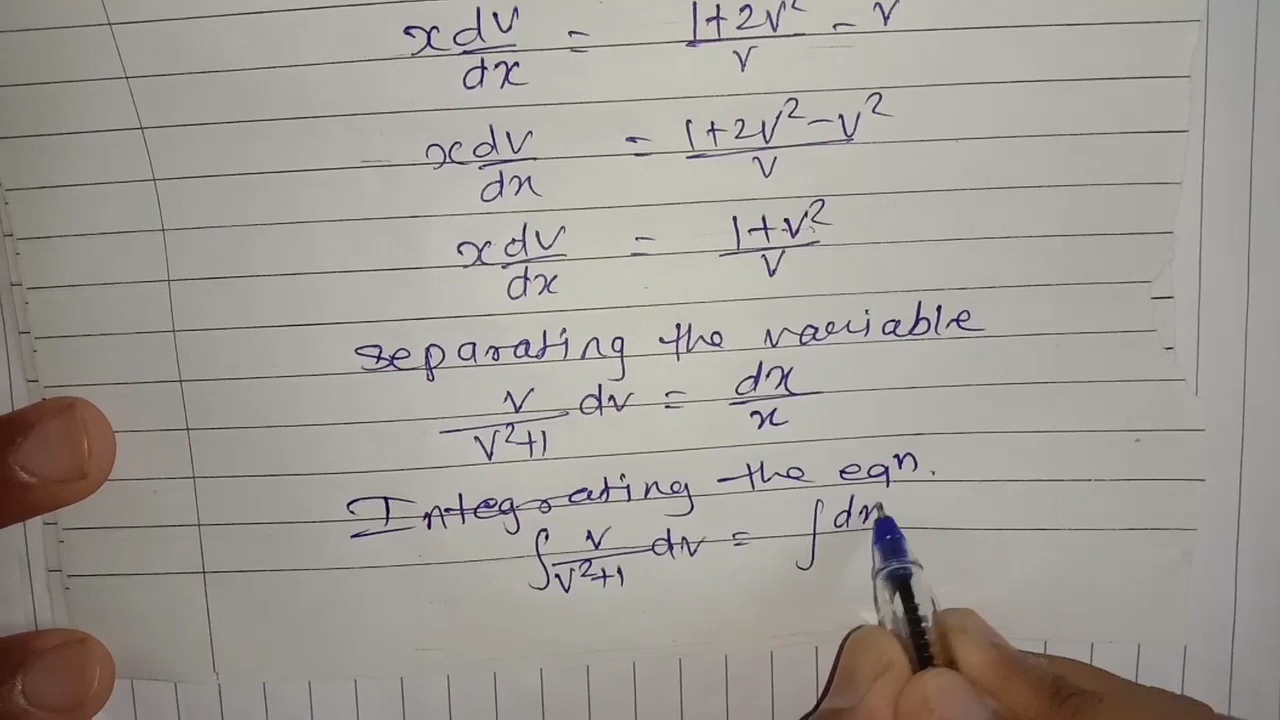 x dv/dx = 1+2v²/v - v
x dv/dx = 1+2v²-v²/v
x dv/dx = 1+v²/v
separating the variable
v/v²+1 dv = dx/x
Integrating the eqⁿ.
∫ v/v²+1 dv = ∫ dx